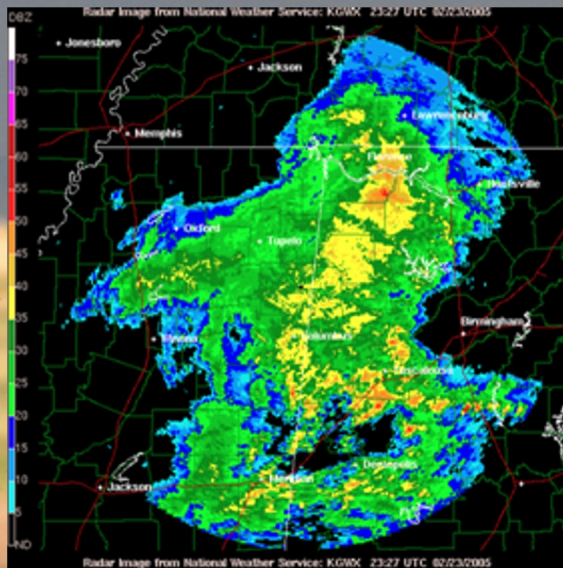 Radar Image from National Weather Service: KGWX 23:27 UTC 02/23/2005
DBZ
Jonesboro
75
Jackson
70
Lawrenceburg
65
Memphis
60
Florence
55
Huntsville
50
Oxford
45
Tupelo
40
35
Birmingham
30
Columbus
25
Tuscaloosa
20
15
Demopolis
10
Meridian
Jackson
5
ND
Radar Image from National Weather Service: KGWX 23:27 UTC 02/23/2005